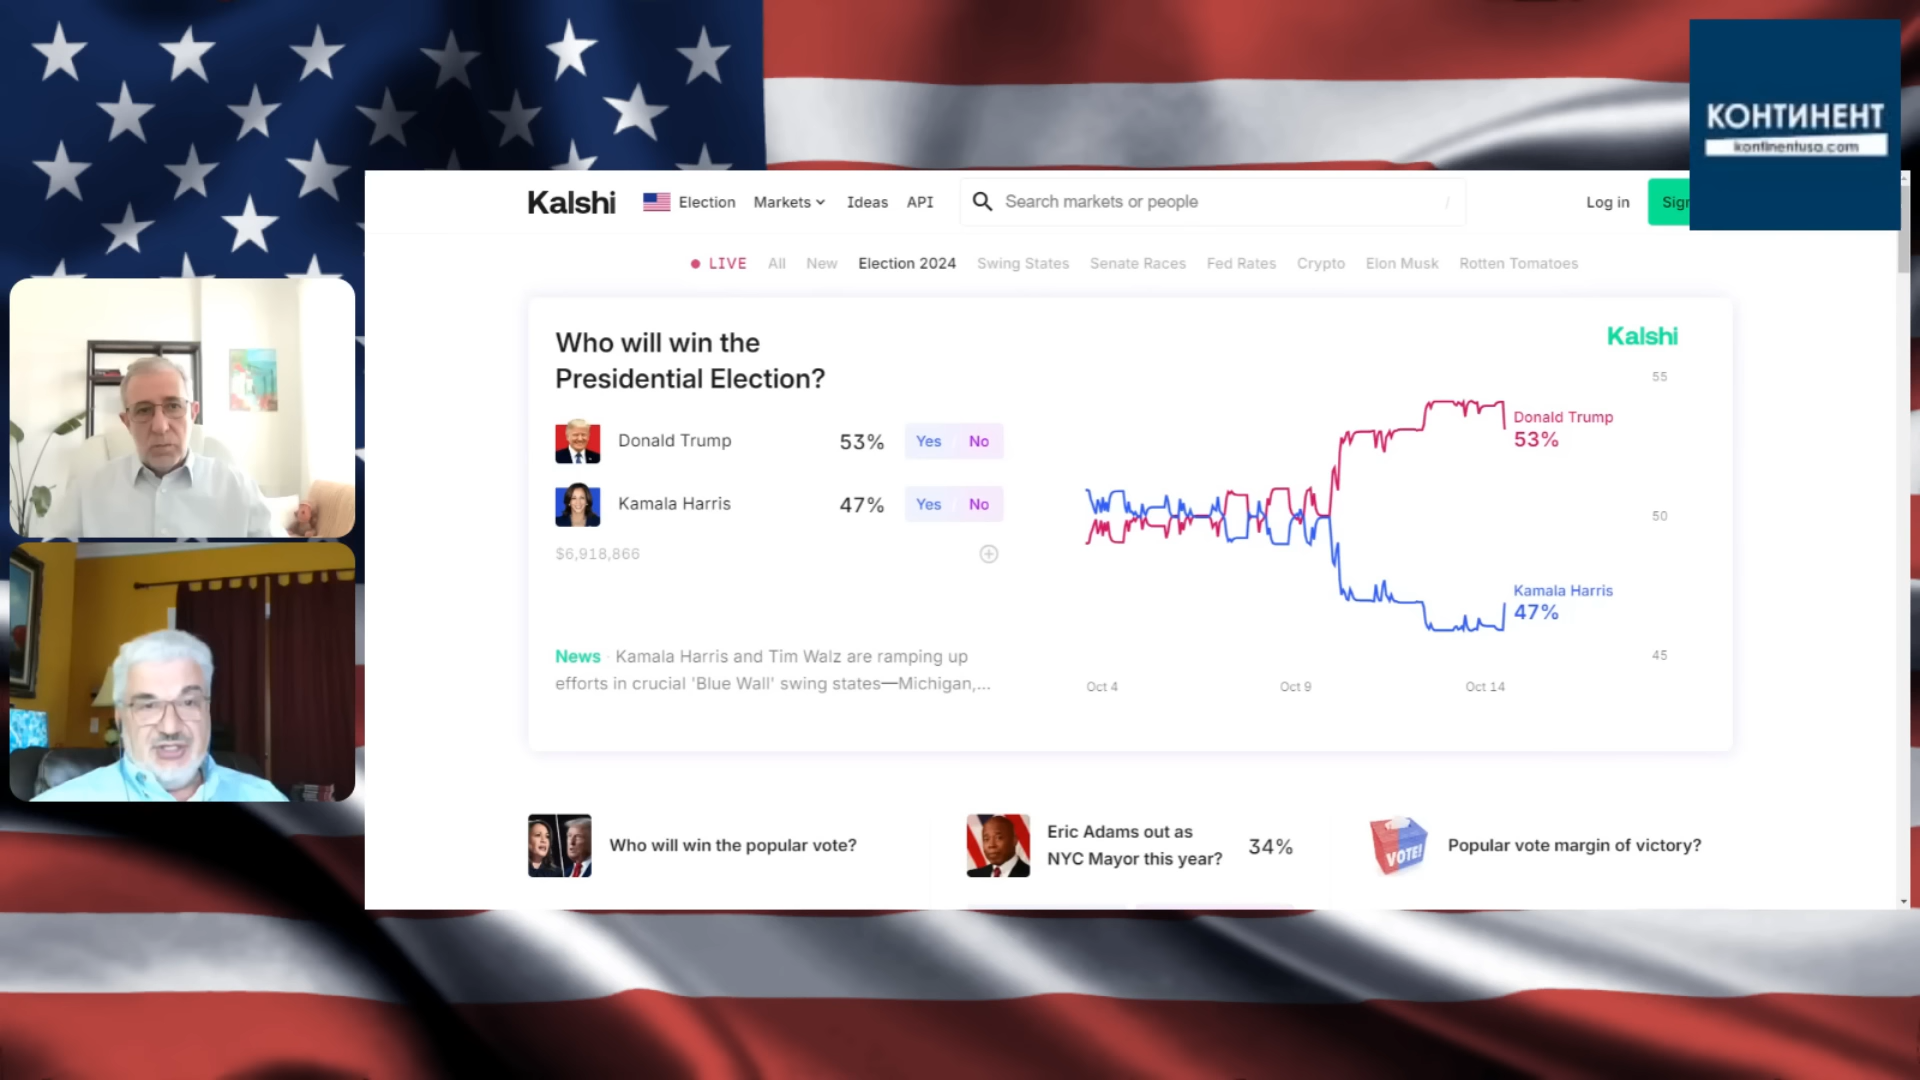 КОНТИНЕНТ
kontinentusa.com
Kalshi
Election
Markets
Ideas
API
Search markets or people
/
Log in
Sig
LIVE
All
New
Election 2024
Swing States
Senate Races
Fed Rates
Crypto
Elon Musk
Rotten Tomatoes
Who will win the
Presidential Election?
Donald Trump 53% Yes No
Kamala Harris 47% Yes No
$6,918,866
News · Kamala Harris and Tim Walz are ramping up
efforts in crucial 'Blue Wall' swing states—Michigan,...
Kalshi
55
Donald Trump
53%
50
Kamala Harris
47%
45
Oct 4
Oct 9
Oct 14
Who will win the popular vote?
Eric Adams out as
NYC Mayor this year?
34%
VOTE!
Popular vote margin of victory?